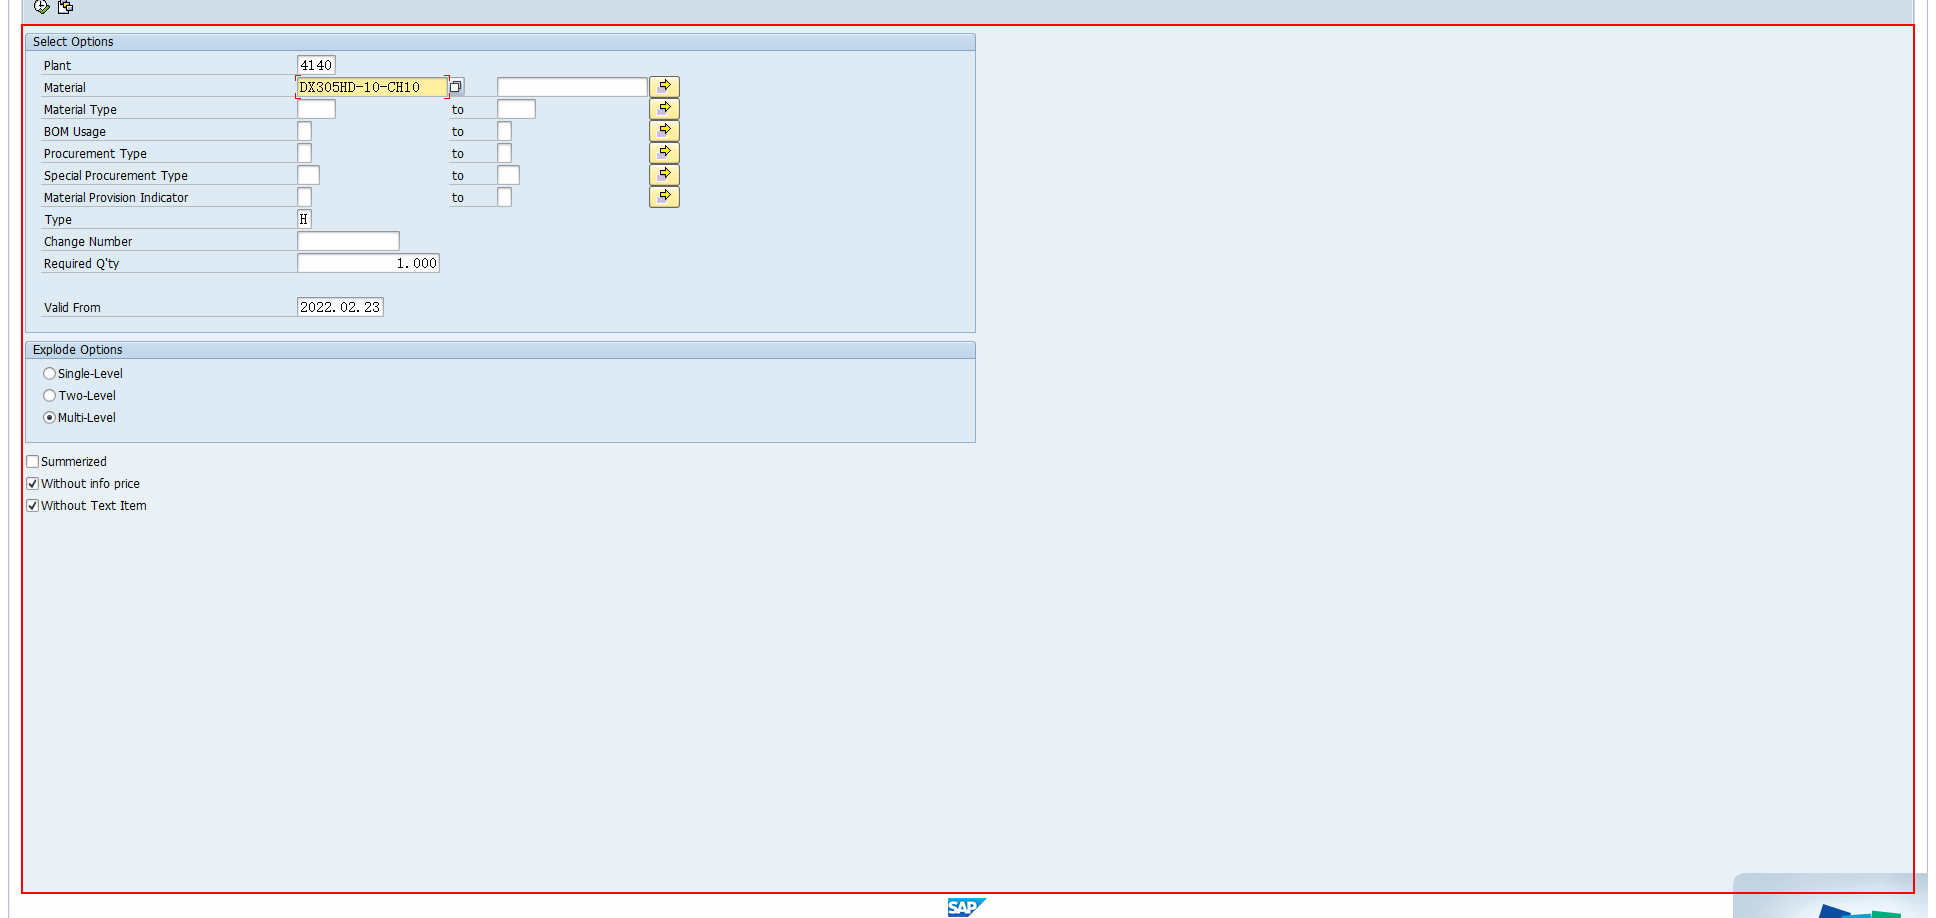 Select Options
Plant 4140
Material DX305HD-10-CH10
Material Type to
BOM Usage to
Procurement Type to
Special Procurement Type to
Material Provision Indicator to
Type H
Change Number
Required Q'ty 1.000
Valid From 2022.02.23
Explode Options
Single-Level
Two-Level
Multi-Level
Summerized
Without info price
Without Text Item
SAP